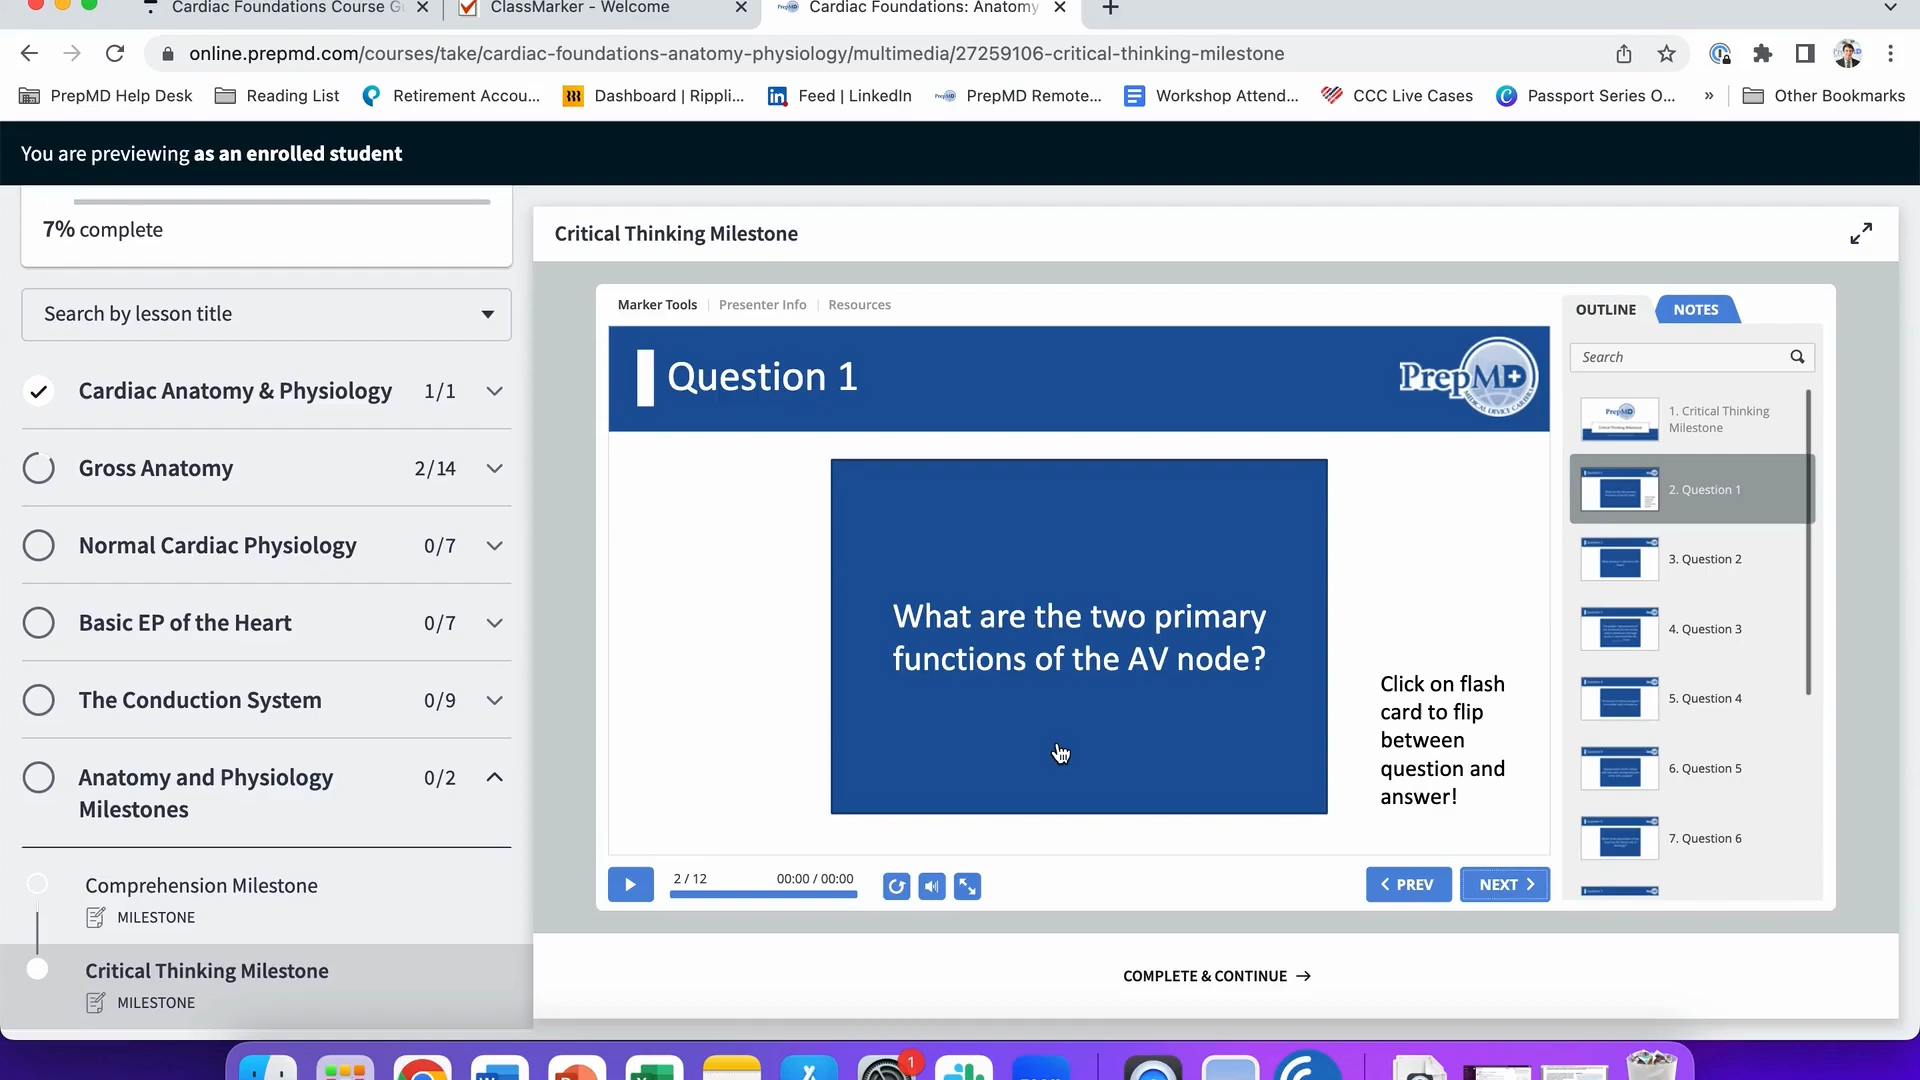 Cardiac Foundations Course G
ClassMarker - Welcome
Cardiac Foundations: Anatomy
online.prepmd.com/courses/take/cardiac-foundations-anatomy-physiology/multimedia/27259106-critical-thinking-milestone
PrepMD Help Desk
Reading List
Retirement Accou...
Dashboard | Rippli...
Feed | LinkedIn
PrepMD Remote...
Workshop Attend...
CCC Live Cases
Passport Series O...
»
Other Bookmarks
You are previewing as an enrolled student
7% complete
Search by lesson title
Cardiac Anatomy & Physiology 1/1
Gross Anatomy 2/14
Normal Cardiac Physiology 0/7
Basic EP of the Heart 0/7
The Conduction System 0/9
Anatomy and Physiology 0/2
Milestones
Comprehension Milestone
MILESTONE
Critical Thinking Milestone
MILESTONE
Critical Thinking Milestone
Marker Tools | Presenter Info | Resources
Question 1
PrepMD
MEDICAL DEVICE CAREERS
What are the two primary
functions of the AV node?
Click on flash
card to flip
between
question and
answer!
2 / 12
00:00 / 00:00
PREV
NEXT
OUTLINE
NOTES
Search
1. Critical Thinking
Milestone
2. Question 1
3. Question 2
4. Question 3
5. Question 4
6. Question 5
7. Question 6
COMPLETE & CONTINUE →
1